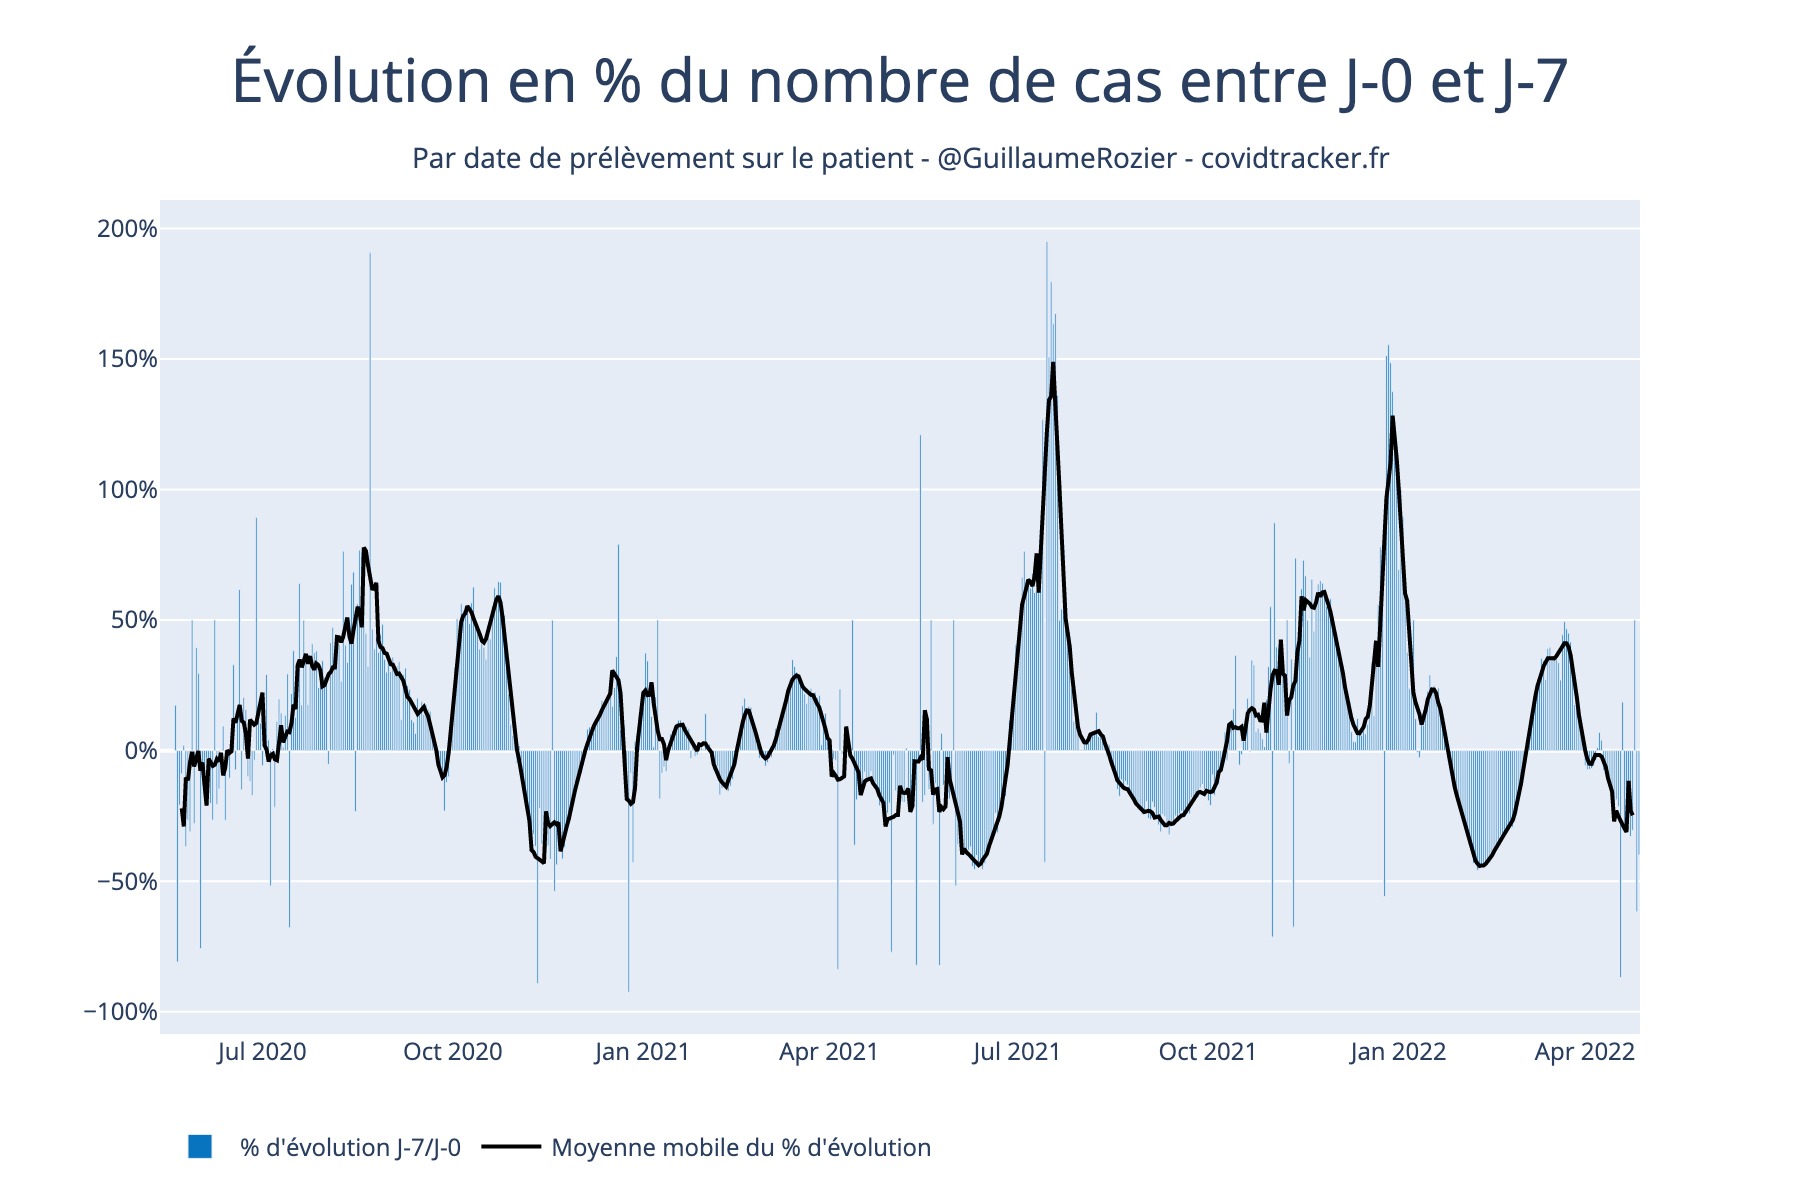 Évolution en % du nombre de cas entre J-0 et J-7
Par date de prélèvement sur le patient - @GuillaumeRozier - covidtracker.fr
200%
150%
100%
50%
0%
−50%
−100%
Jul 2020 Oct 2020 Jan 2021 Apr 2021 Jul 2021 Oct 2021 Jan 2022 Apr 2022
% d'évolution J-7/J-0 Moyenne mobile du % d'évolution